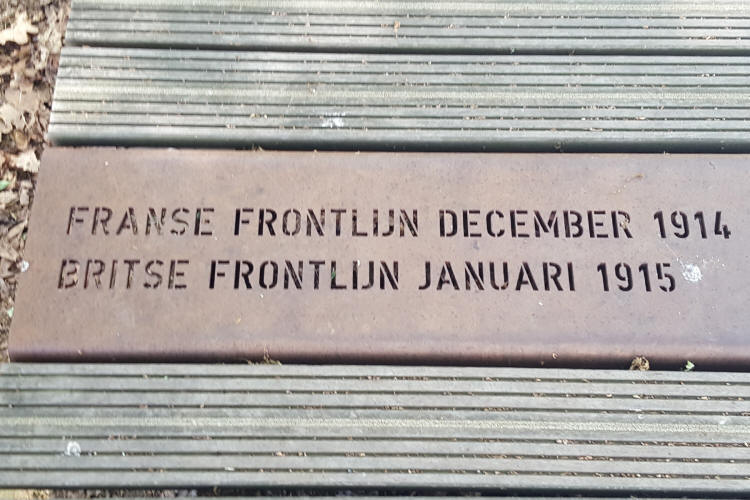 FRANSE FRONTLIJN DECEMBER 1914
BRITSE FRONTLIJN JANUARI 1915